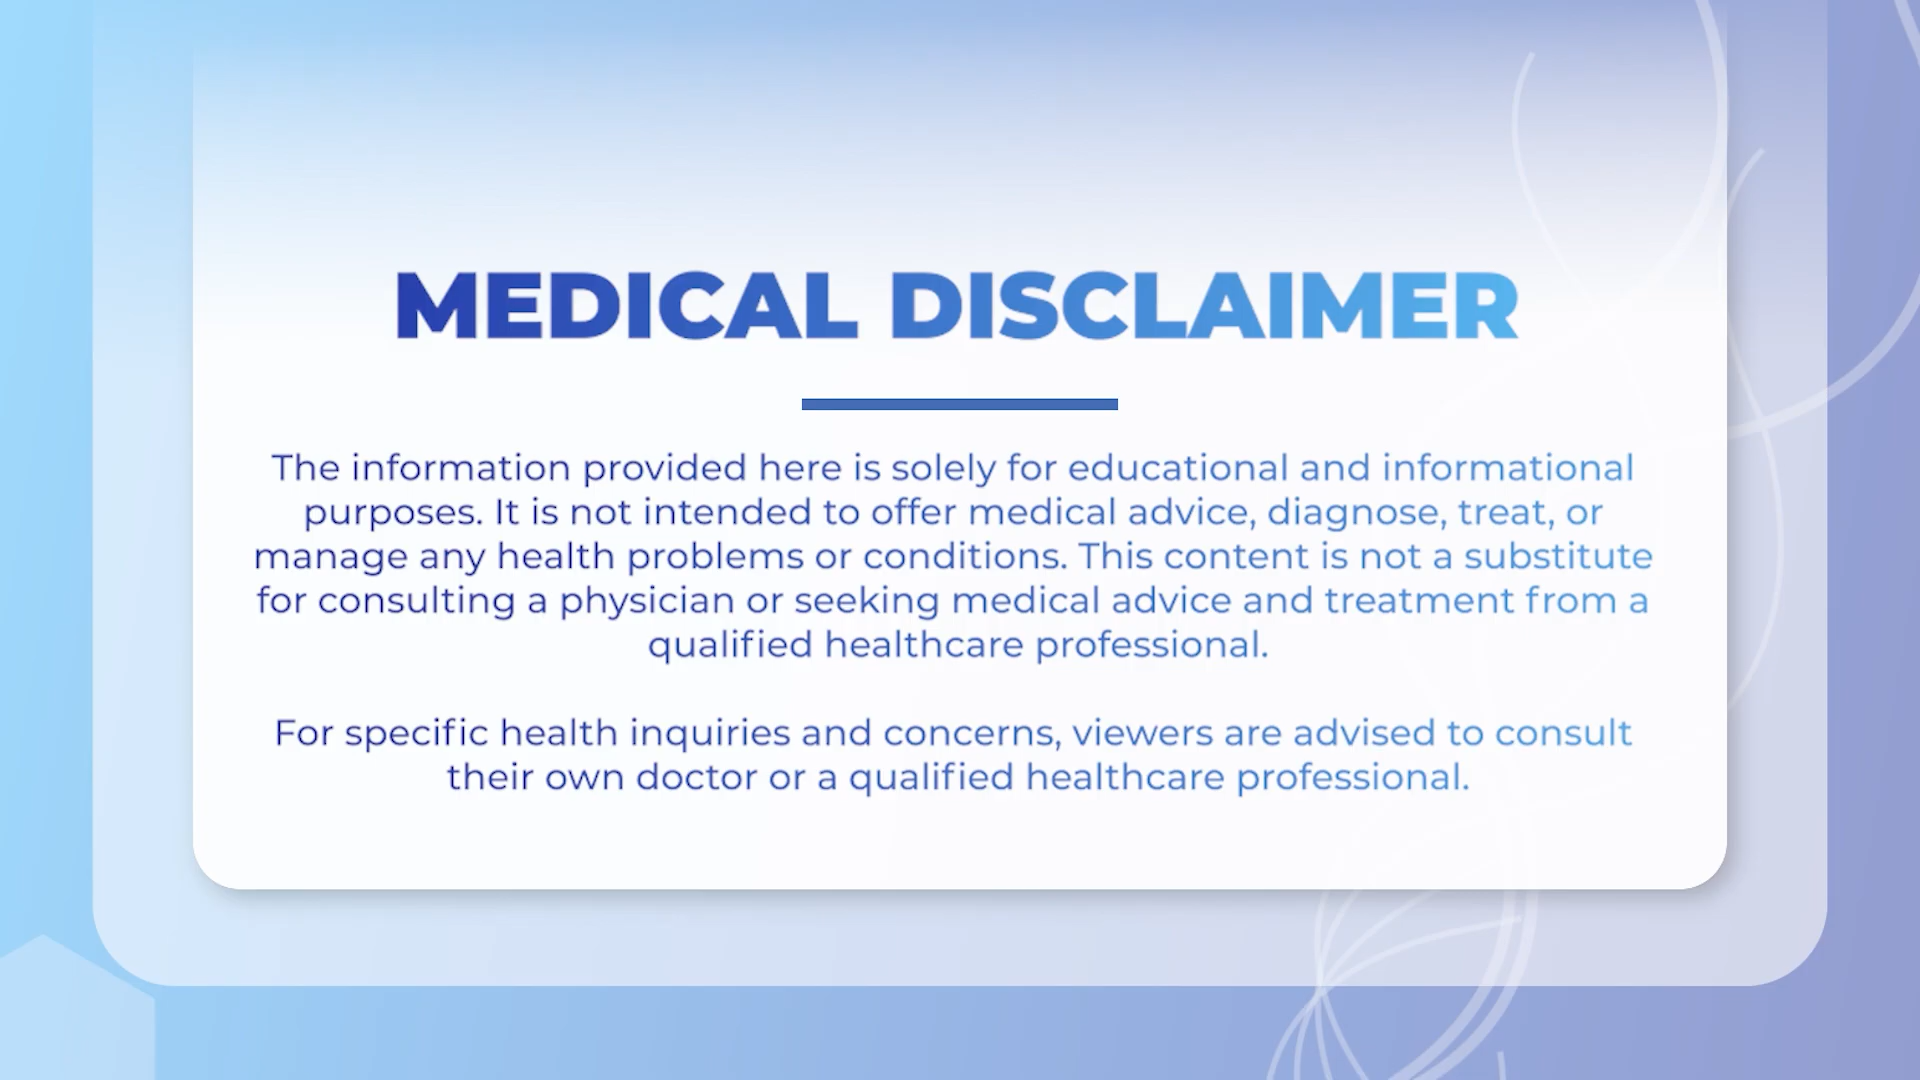 MEDICAL DISCLAIMER
The information provided here is solely for educational and informational
purposes. It is not intended to offer medical advice, diagnose, treat, or
manage any health problems or conditions. This content is not a substitute
for consulting a physician or seeking medical advice and treatment from a
qualified healthcare professional.
For specific health inquiries and concerns, viewers are advised to consult
their own doctor or a qualified healthcare professional.